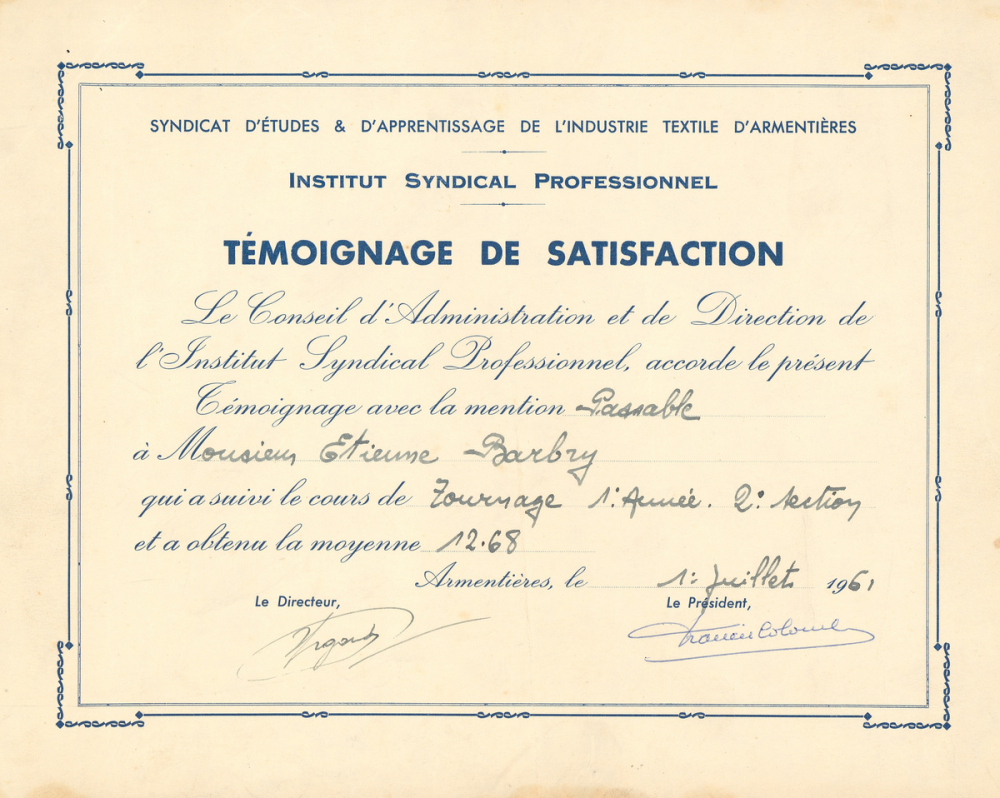 SYNDICAT D'ÉTUDES & D'APPRENTISSAGE DE L'INDUSTRIE TEXTILE D'ARMENTIÈRES
INSTITUT SYNDICAL PROFESSIONNEL
TÉMOIGNAGE DE SATISFACTION
Le Conseil d'Administration et de Direction de
l'Institut Syndical Professionnel, accorde le présent
Témoignage avec la mention Passable
à Monsieur Etienne Barbry
qui a suivi le cours de Tournage 1e Année. 2e section
et a obtenu la moyenne 12.68
Armentières, le 1er Juillet 1961
Le Directeur, Le Président,